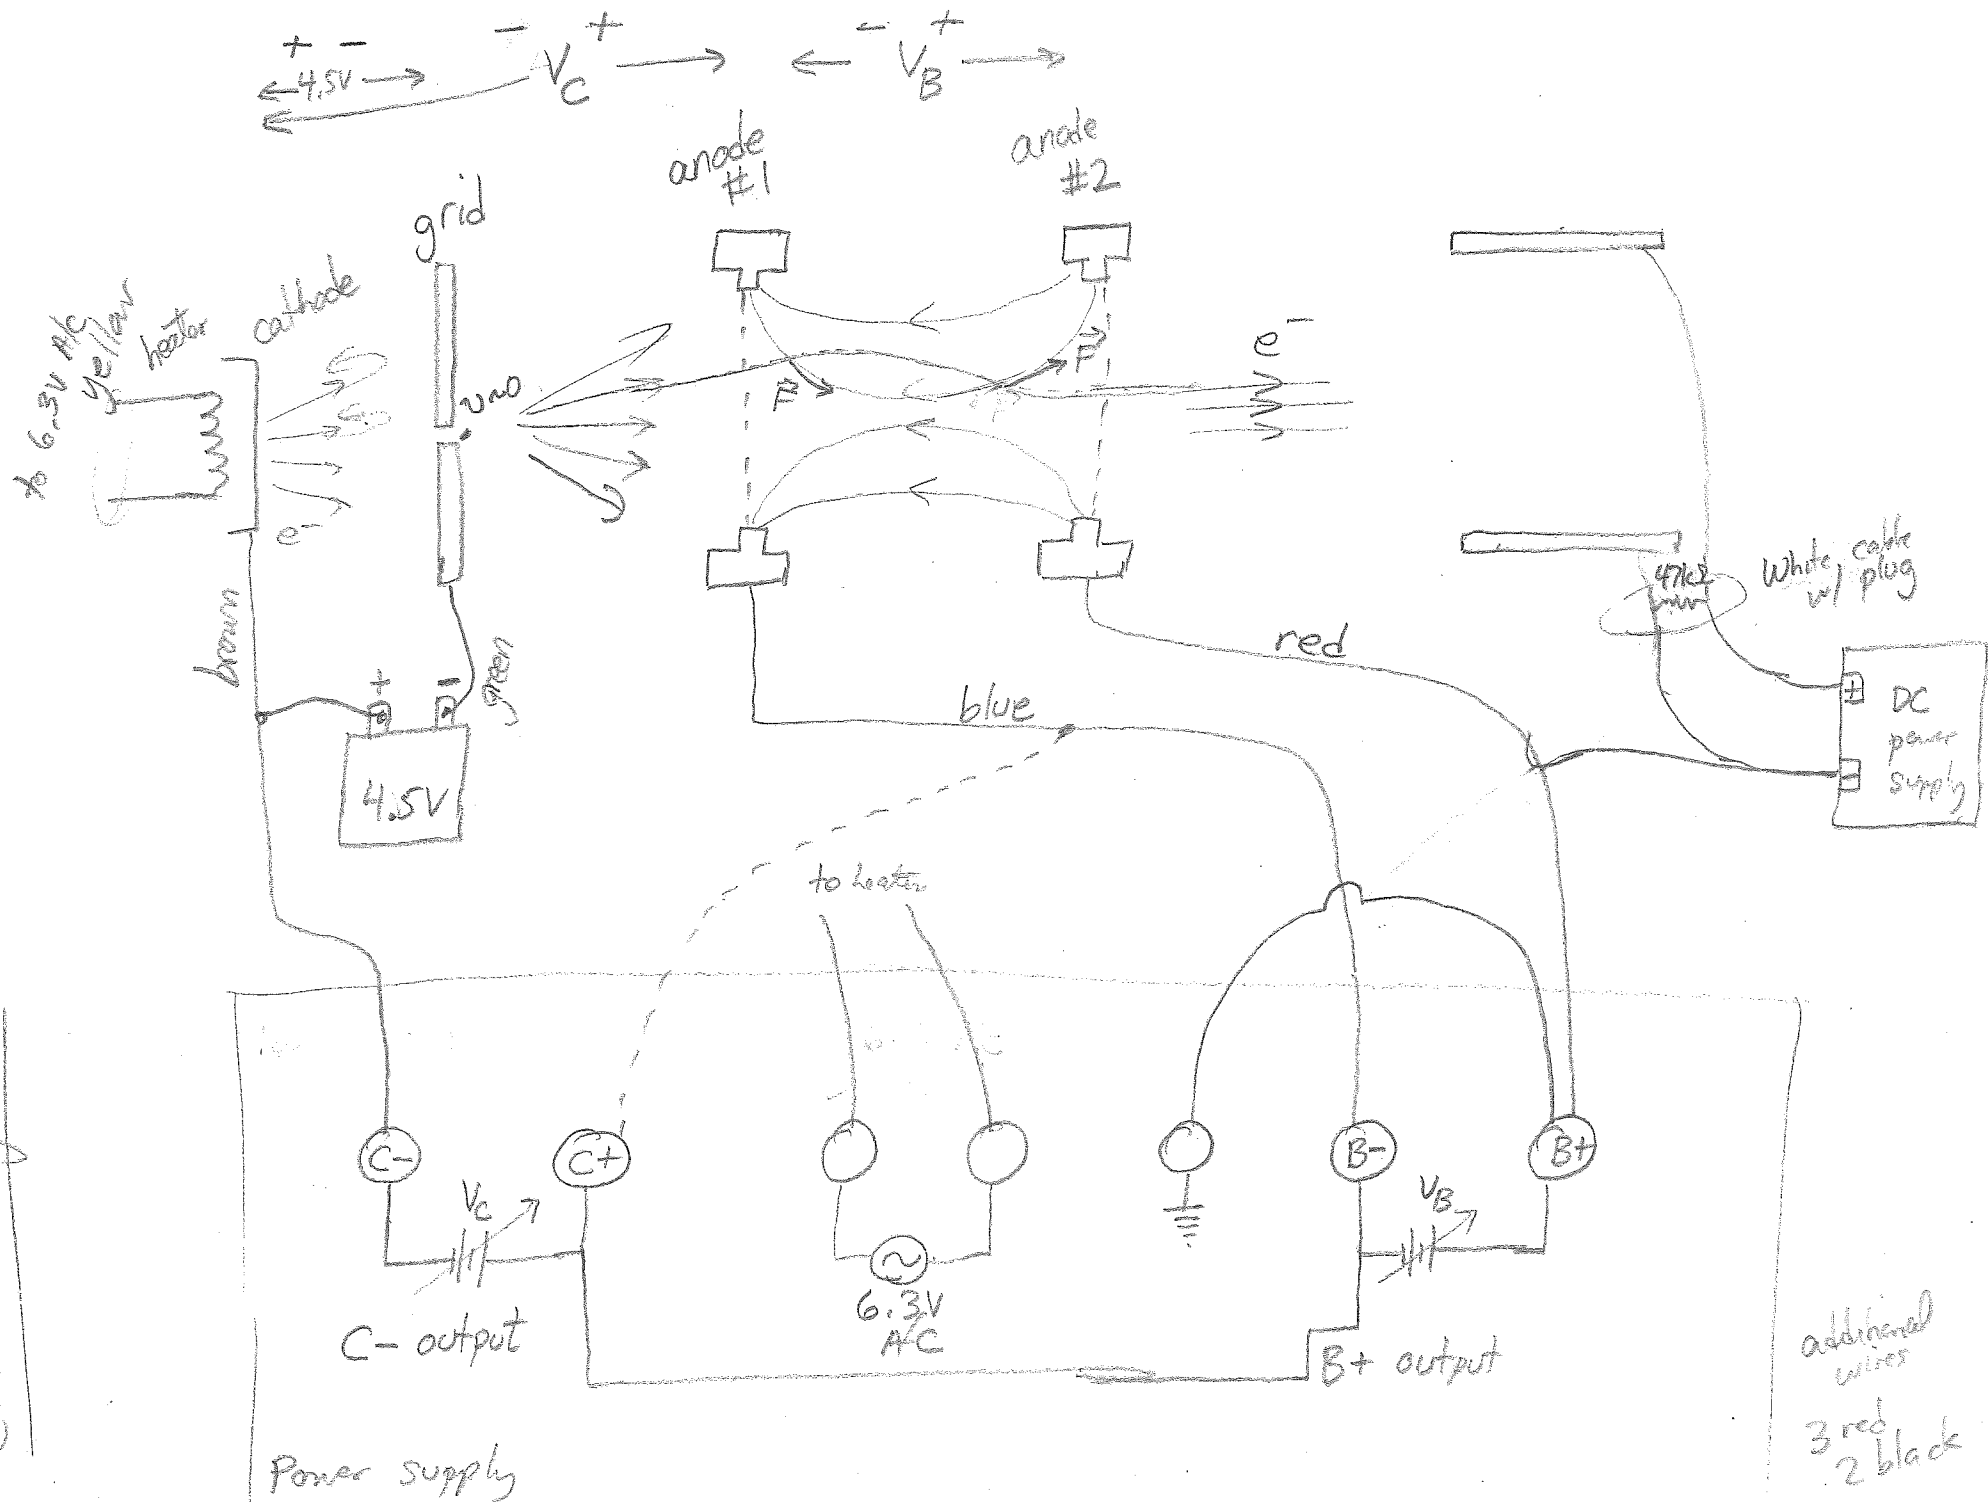 + −
4.5V
− VC +
− VB +
anode
#1
anode
#2
grid
cathode
heater
yellow
to 6.3V A/C
v≈0
F
F
e−
e−
brown
green
+
−
4.5V
blue
red
47kΩ
White cable
w/ plug
+
−
DC
power
supply
to heater
C−
C+
B−
B+
VC
VB
6.3V
A/C
C− output
B+ output
Power supply
additional
wires
3 red
2 black